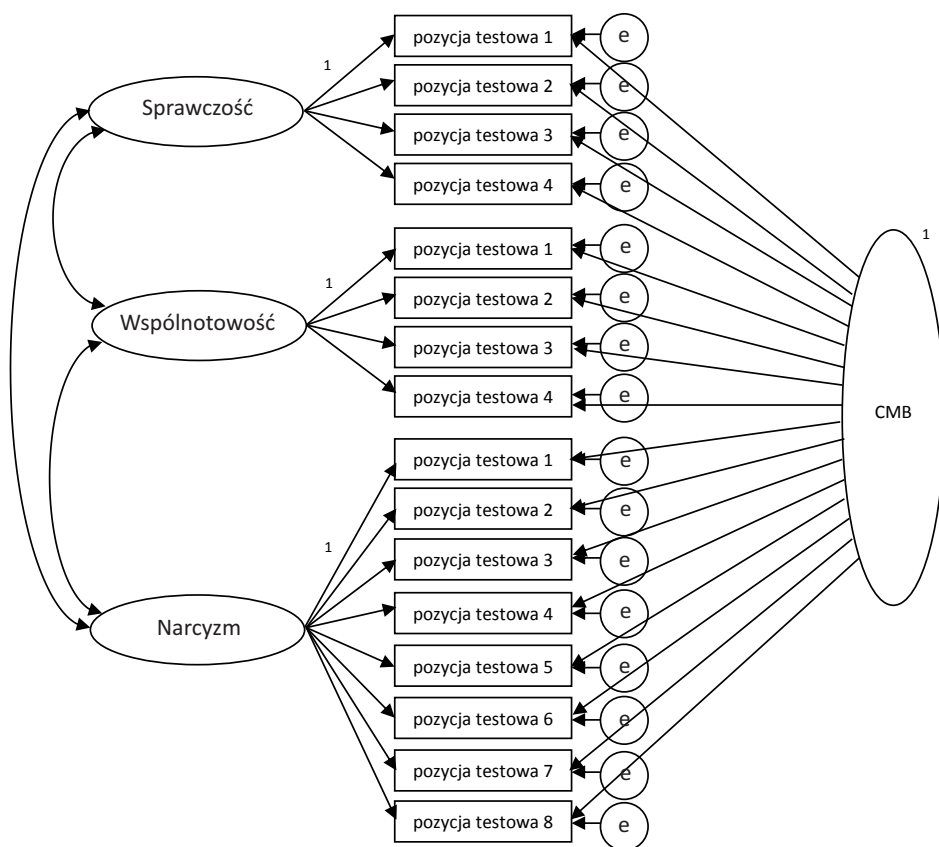 pozycja testowa 1
e
1
pozycja testowa 2
e
Sprawczość
pozycja testowa 3
e
pozycja testowa 4
e
1
pozycja testowa 1
e
1
pozycja testowa 2
e
Wspólnotowość
pozycja testowa 3
e
pozycja testowa 4
e
CMB
pozycja testowa 1
e
pozycja testowa 2
e
1
pozycja testowa 3
e
pozycja testowa 4
e
Narcyzm
pozycja testowa 5
e
pozycja testowa 6
e
pozycja testowa 7
e
pozycja testowa 8
e